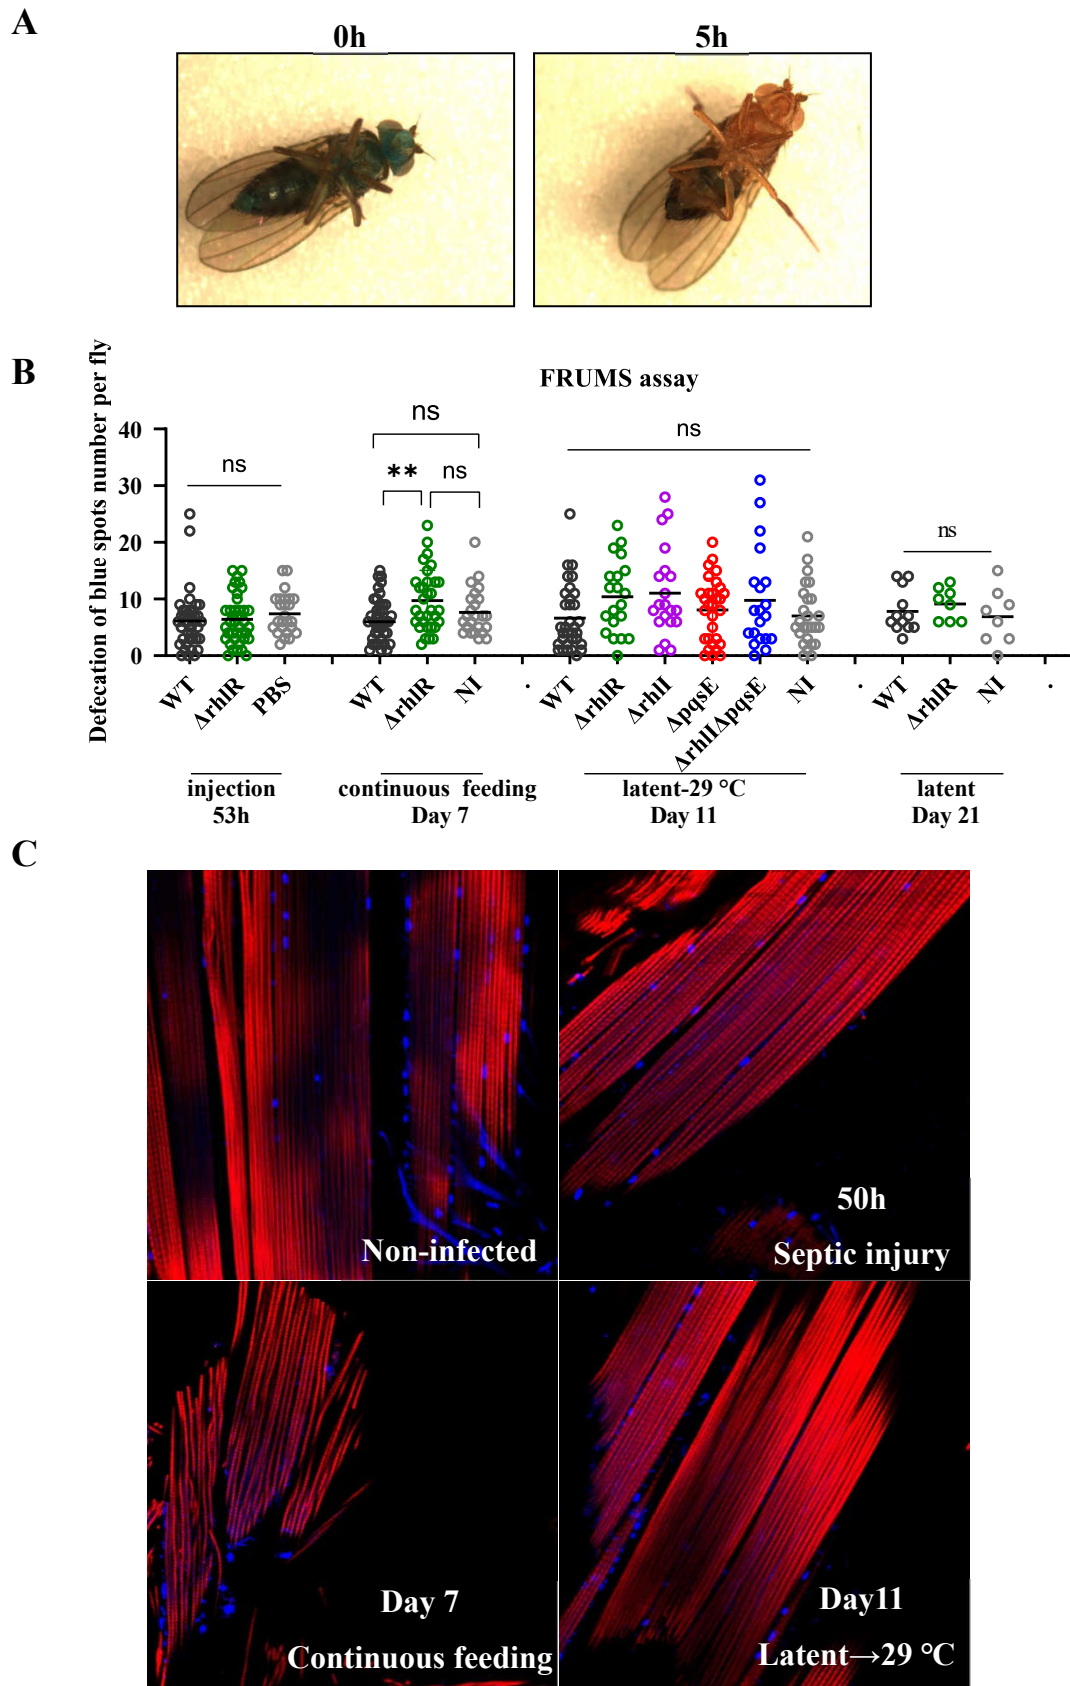 A
0h
5h
B
FRUMS assay
Defecation of blue spots number per fly
40
30
20
10
0
ns
ns
**
ns
ns
ns
WT
ΔrhlR
PBS
WT
ΔrhlR
NI
.
WT
ΔrhlR
ΔrhlI
ΔpqsE
ΔrhlIΔpqsE
NI
.
WT
ΔrhlR
NI
.
injection
53h
continuous feeding
Day 7
latent-29 °C
Day 11
latent
Day 21
C
Non-infected
50h
Septic injury
Day 7
Continuous feeding
Day11
Latent→29 °C